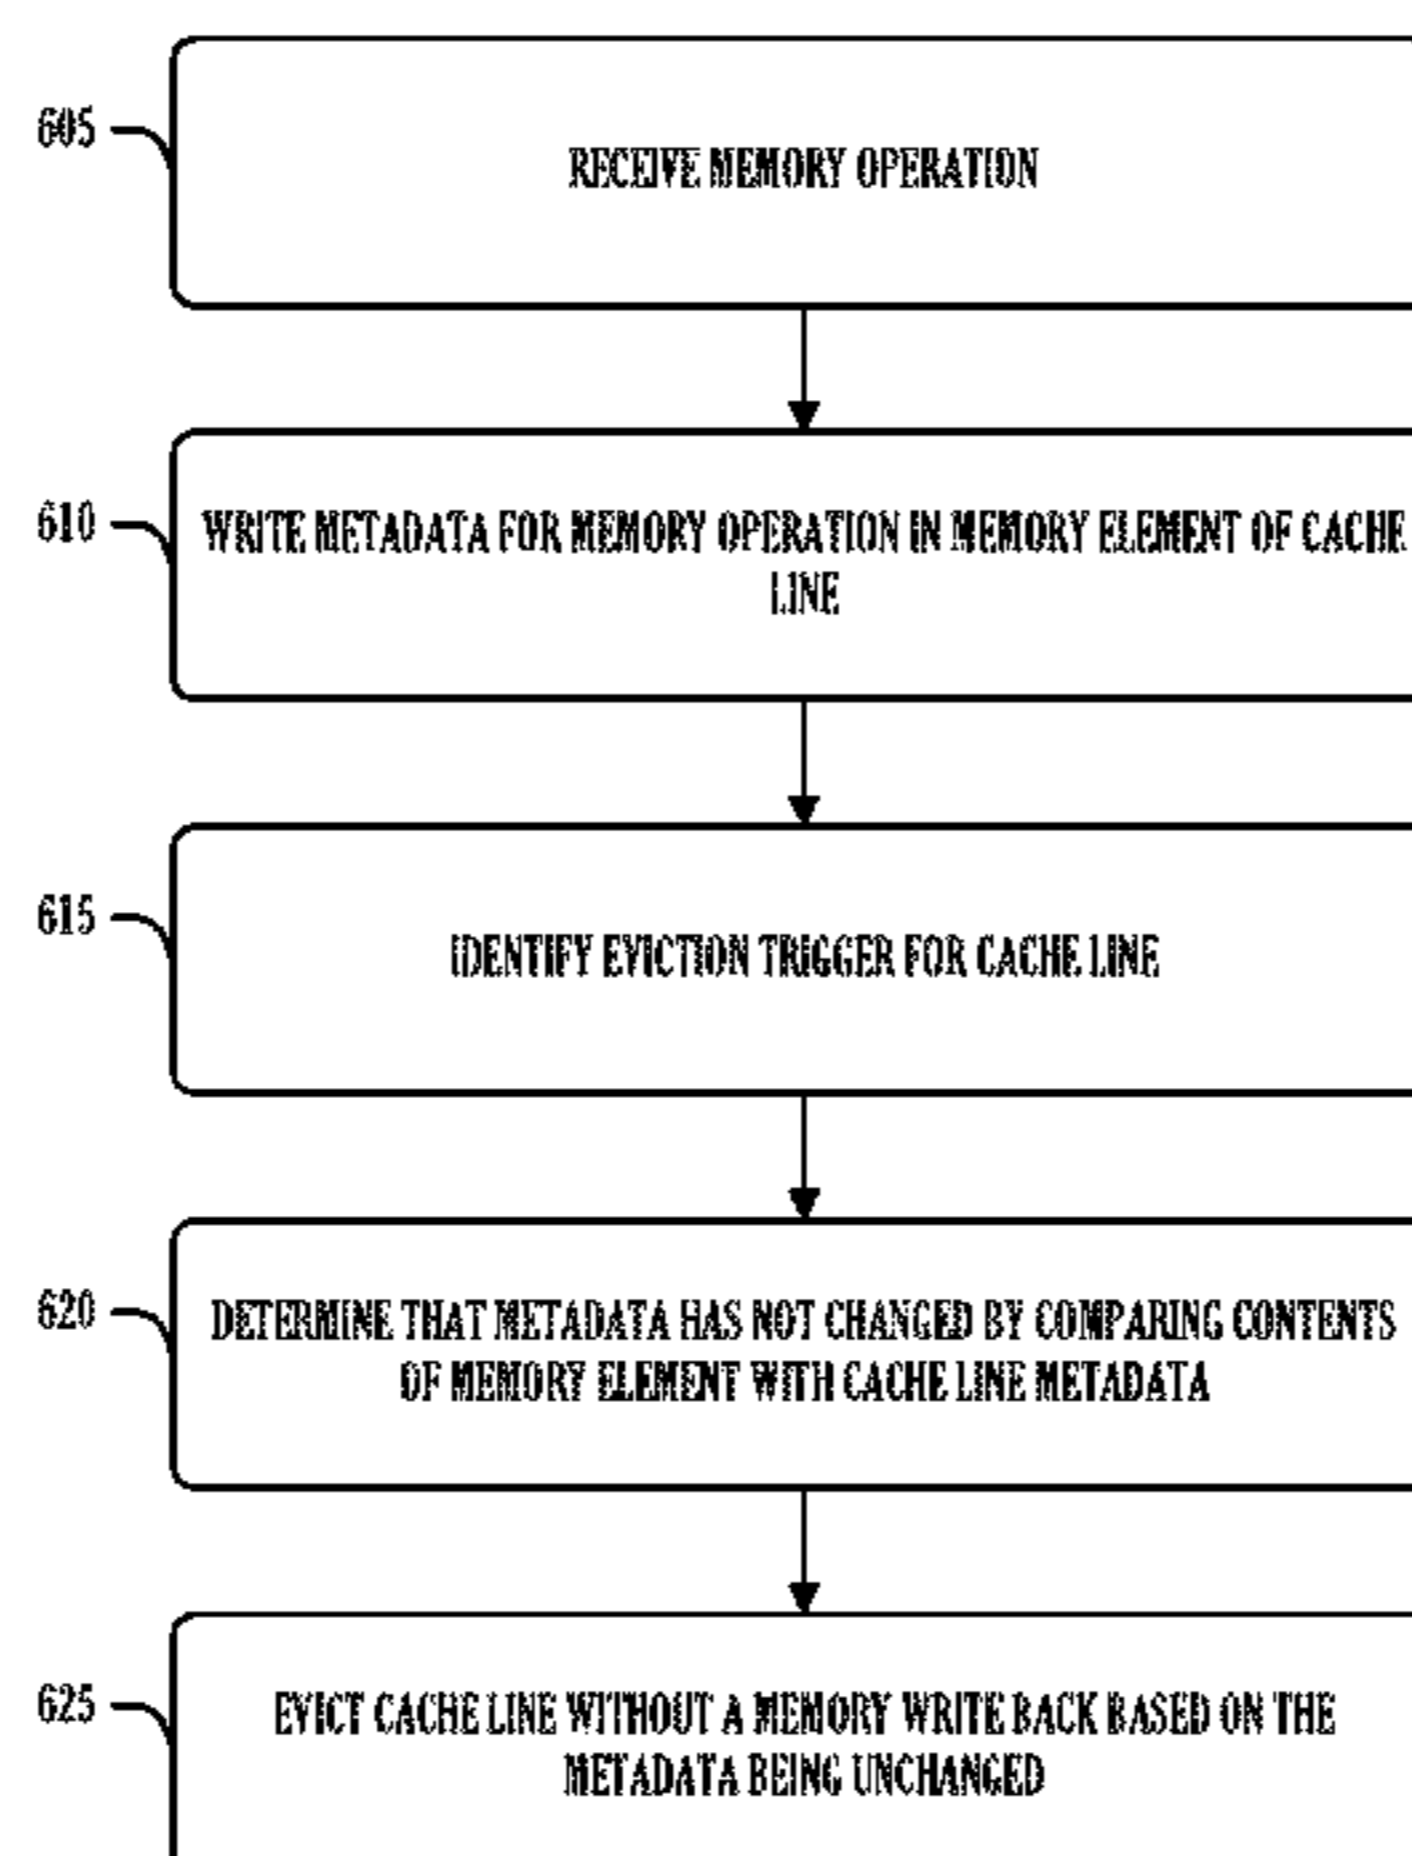 605
RECEIVE MEMORY OPERATION
610
WRITE METADATA FOR MEMORY OPERATION IN MEMORY ELEMENT OF CACHE
LINE
615
IDENTIFY EVICTION TRIGGER FOR CACHE LINE
620
DETERMINE THAT METADATA HAS NOT CHANGED BY COMPARING CONTENTS
OF MEMORY ELEMENT WITH CACHE LINE METADATA
625
EVICT CACHE LINE WITHOUT A MEMORY WRITE BACK BASED ON THE
METADATA BEING UNCHANGED